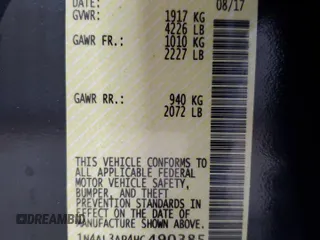 DATE: 08/17
GVWR: 1917 KG
4226 LB
GAWR FR.: 1010 KG
2227 LB
GAWR RR.: 940 KG
2072 LB
THIS VEHICLE CONFORMS TO
ALL APPLICABLE FEDERAL
MOTOR VEHICLE SAFETY,
BUMPER, AND THEFT
PREVENTION STANDARDS IN
EFFECT ON THE DATE OF
MANUFACTURE SHOWN ABOVE.
1N4AL3AP4HC490385
DREAMBID